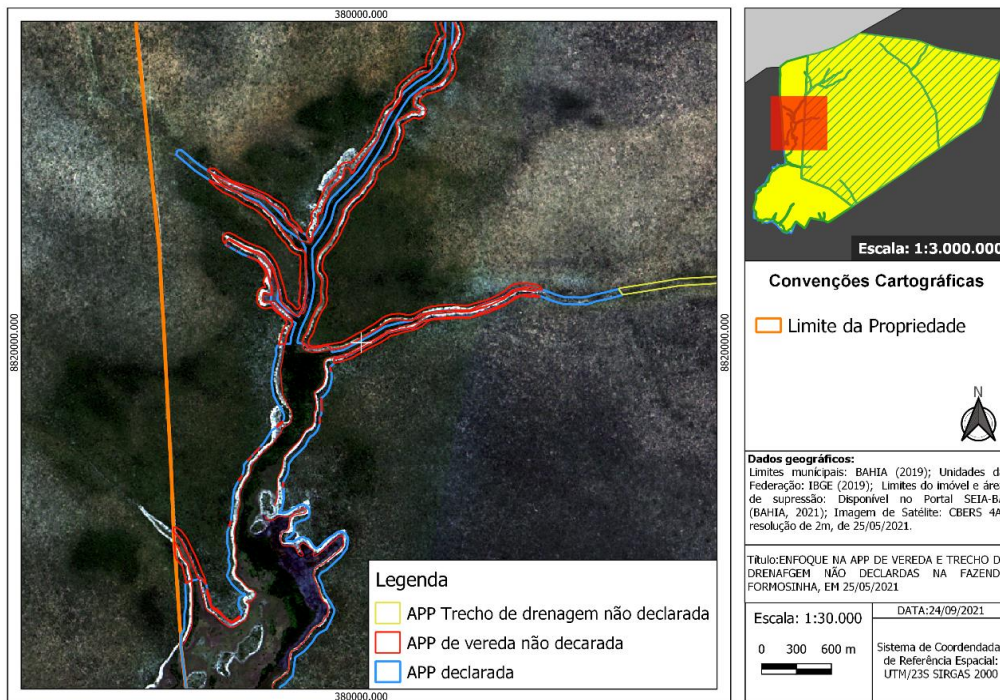 380000.000
8820000.000
8820000.000
Legenda
APP Trecho de drenagem não declarada
APP de vereda não decarada
APP declarada
380000.000
Escala: 1:3.000.000
Convenções Cartográficas
Limite da Propriedade
N
Dados geográficos:
Limites municipais: BAHIA (2019); Unidades da
Federação: IBGE (2019); Limites do imóvel e área
de supressão: Disponível no Portal SEIA-BA
(BAHIA, 2021); Imagem de Satélite: CBERS 4A,
resolução de 2m, de 25/05/2021.
Título:ENFOQUE NA APP DE VEREDA E TRECHO D
DRENAFGEM NÃO DECLARDAS NA FAZEND
FORMOSINHA, EM 25/05/2021
Escala: 1:30.000
0 300 600 m
DATA:24/09/2021
Sistema de Coordendada
de Referência Espacial:
UTM/23S SIRGAS 2000